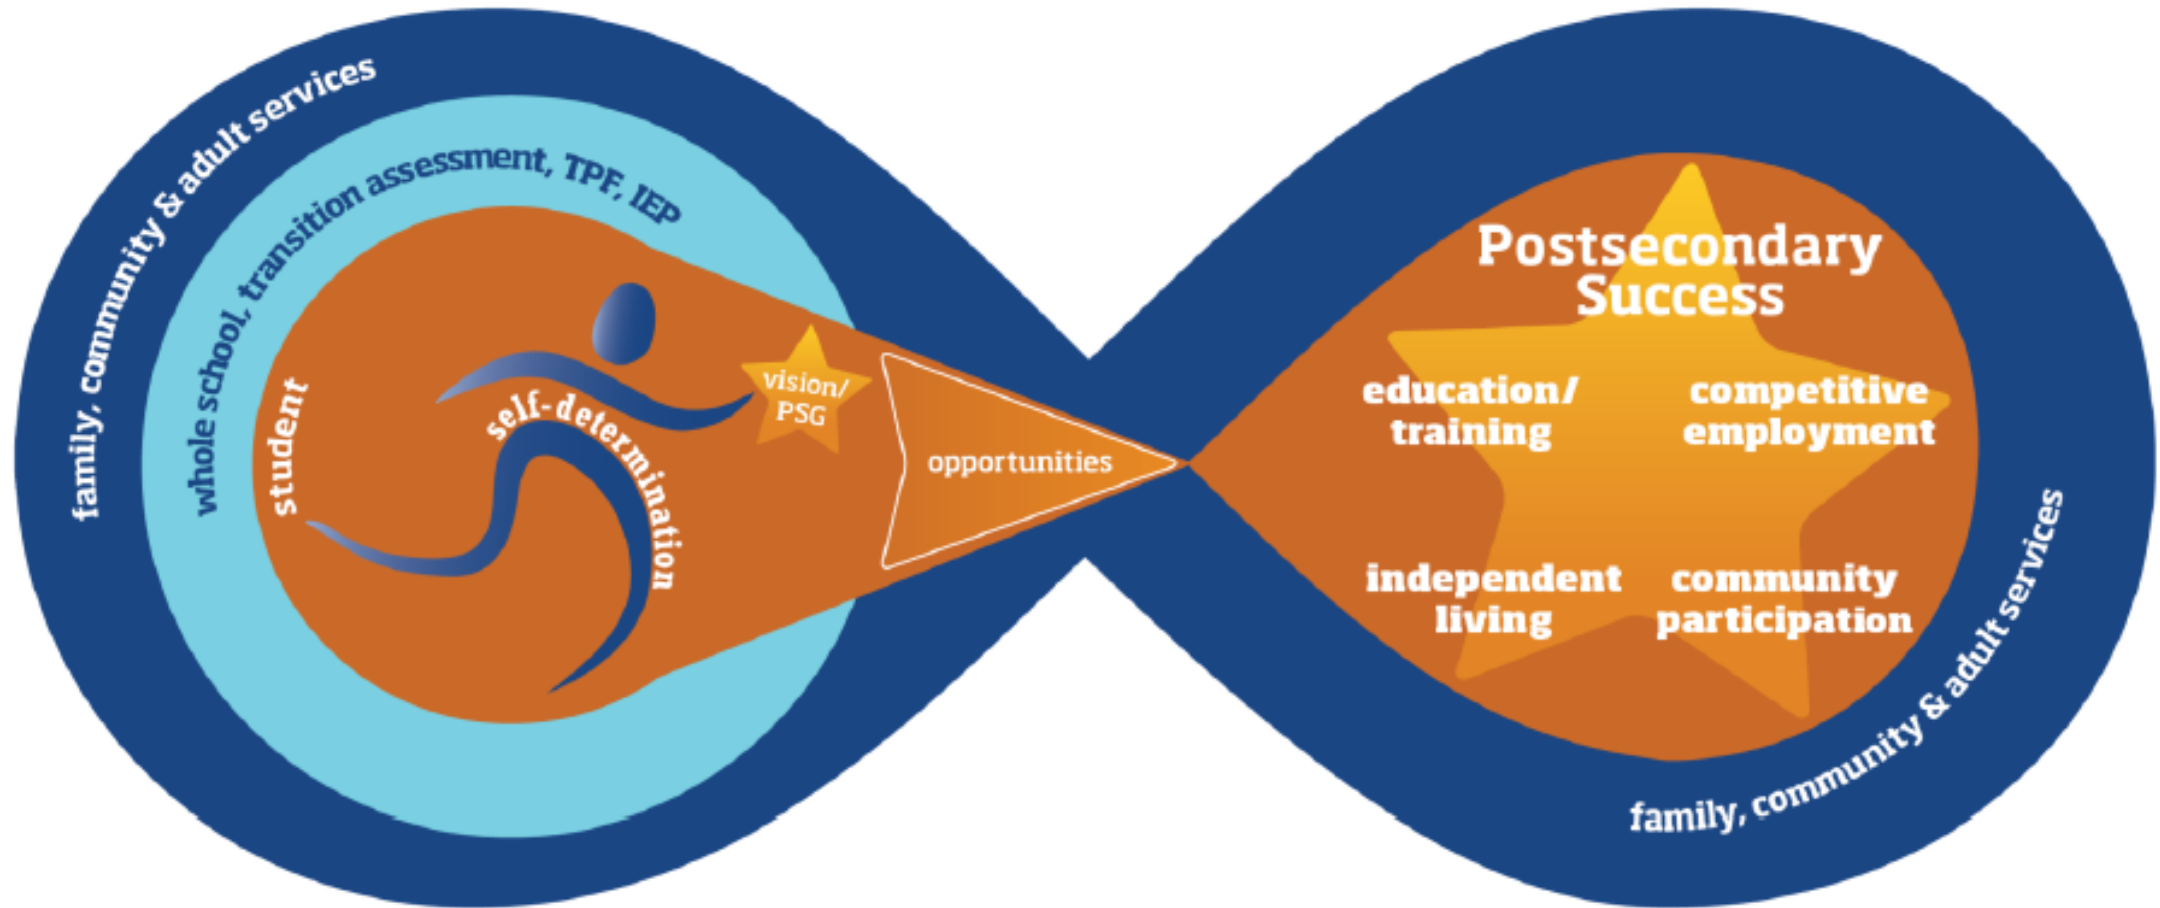 family, community & adult services
whole school, transition assessment, TPF, IEP
student
self-determination
vision/
PSG
opportunities
Postsecondary
Success
education/
training
competitive
employment
independent
living
community
participation
family, community & adult services